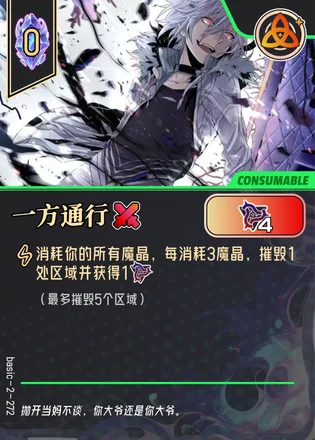 0
CONSUMABLE
一方通行
4
消耗你的所有魔晶，每消耗3魔晶，摧毁1
处区域并获得1
（最多摧毁5个区域）
basic-2-272
抛开当妈不谈，你大爷还是你大爷。